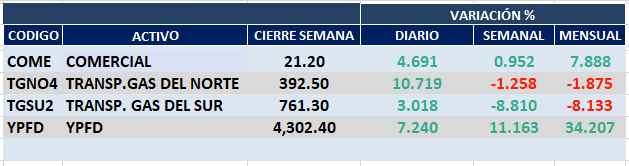 VARIACIÓN %
CODIGO ACTIVO CIERRE SEMANA DIARIO SEMANAL MENSUAL
COME COMERCIAL 21.20 4.691 0.952 7.888
TGNO4 TRANSP.GAS DEL NORTE 392.50 10.719 -1.258 -1.875
TGSU2 TRANSP. GAS DEL SUR 761.30 3.018 -8.810 -8.133
YPFD YPFD 4,302.40 7.240 11.163 34.207